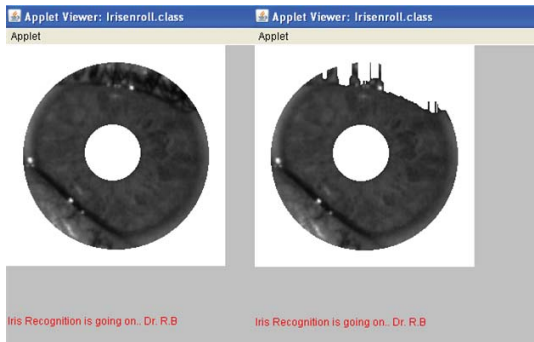 Applet Viewer: Irisenroll.class
Applet
Iris Recognition is going on.. Dr. R.B
Applet Viewer: Irisenroll.class
Applet
Iris Recognition is going on.. Dr. R.B